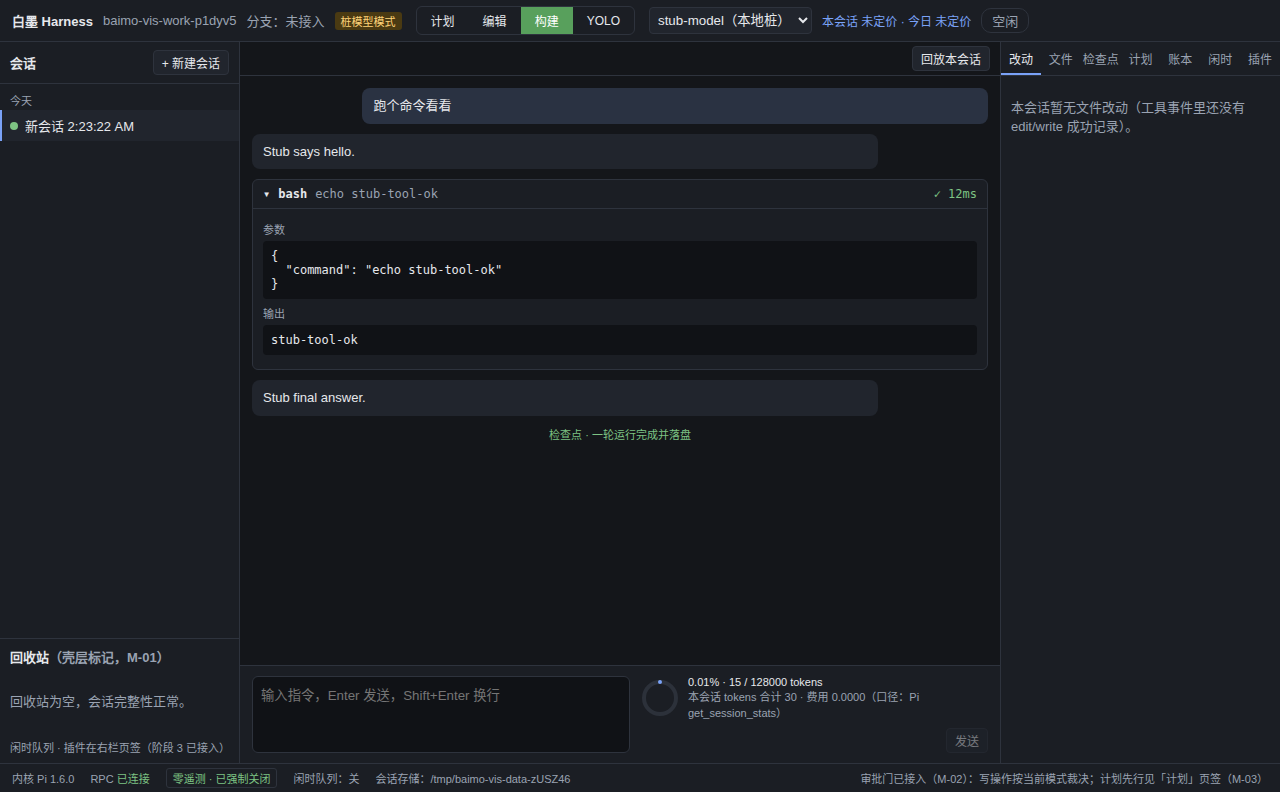 白墨 Harness baimo-vis-work-p1dyv5 分支：未接入 桩模型模式 计划 编辑 构建 YOLO stub-model（本地桩） 本会话 未定价 · 今日 未定价 空闲
会话 + 新建会话
今天
新会话 2:23:22 AM
回收站（壳层标记，M-01）
回收站为空，会话完整性正常。
闲时队列 · 插件在右栏页签（阶段 3 已接入）
回放本会话
跑个命令看看
Stub says hello.
▾ bash echo stub-tool-ok ✓ 12ms
参数
{
"command": "echo stub-tool-ok"
}
输出
stub-tool-ok
Stub final answer.
检查点 · 一轮运行完成并落盘
输入指令，Enter 发送，Shift+Enter 换行
0.01% · 15 / 128000 tokens
本会话 tokens 合计 30 · 费用 0.0000（口径：Pi
get_session_stats）
发送
改动 文件 检查点 计划 账本 闲时 插件
本会话暂无文件改动（工具事件里还没有
edit/write 成功记录）。
内核 Pi 1.6.0 RPC 已连接 零遥测 · 已强制关闭 闲时队列：关 会话存储：/tmp/baimo-vis-data-zUSZ46 审批门已接入（M-02）：写操作按当前模式裁决；计划先行见「计划」页签（M-03）